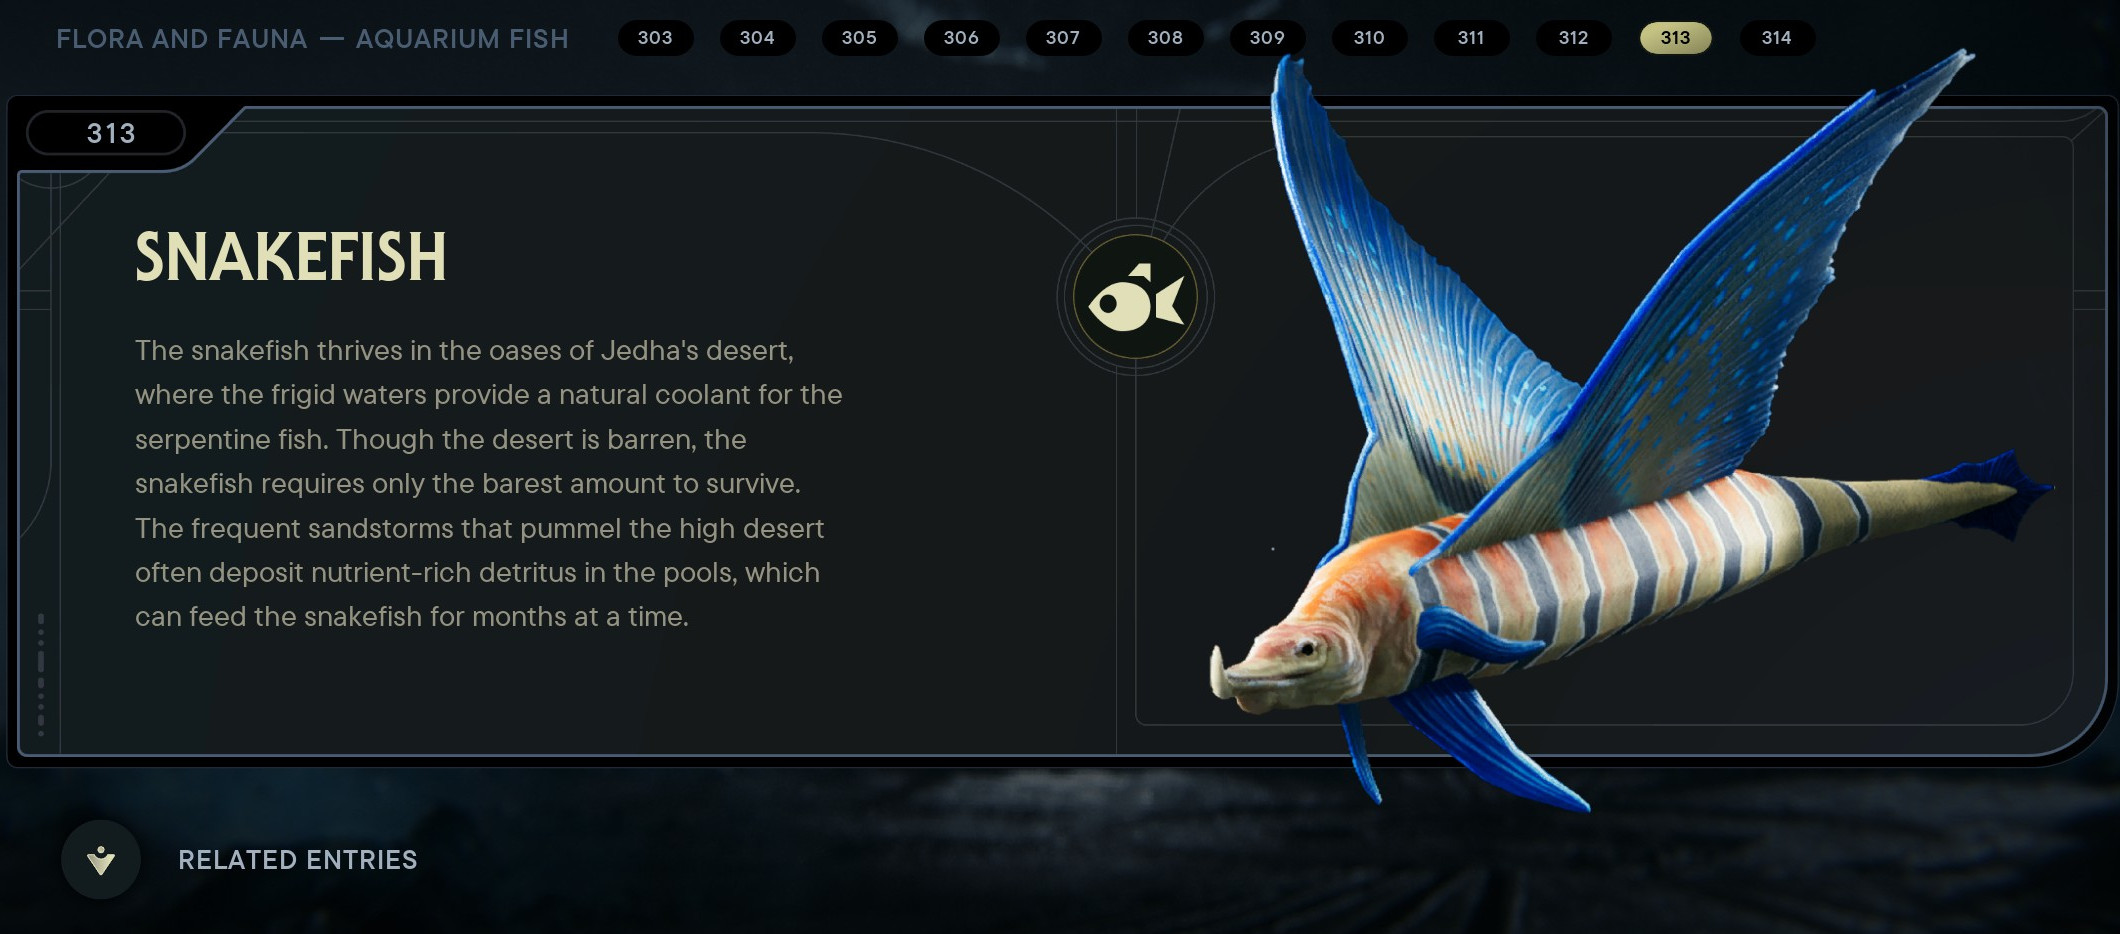 FLORA AND FAUNA — AQUARIUM FISH 303 304 305 306 307 308 309 310 311 312 313 314
313
SNAKEFISH
The snakefish thrives in the oases of Jedha's desert,
where the frigid waters provide a natural coolant for the
serpentine fish. Though the desert is barren, the
snakefish requires only the barest amount to survive.
The frequent sandstorms that pummel the high desert
often deposit nutrient-rich detritus in the pools, which
can feed the snakefish for months at a time.
RELATED ENTRIES